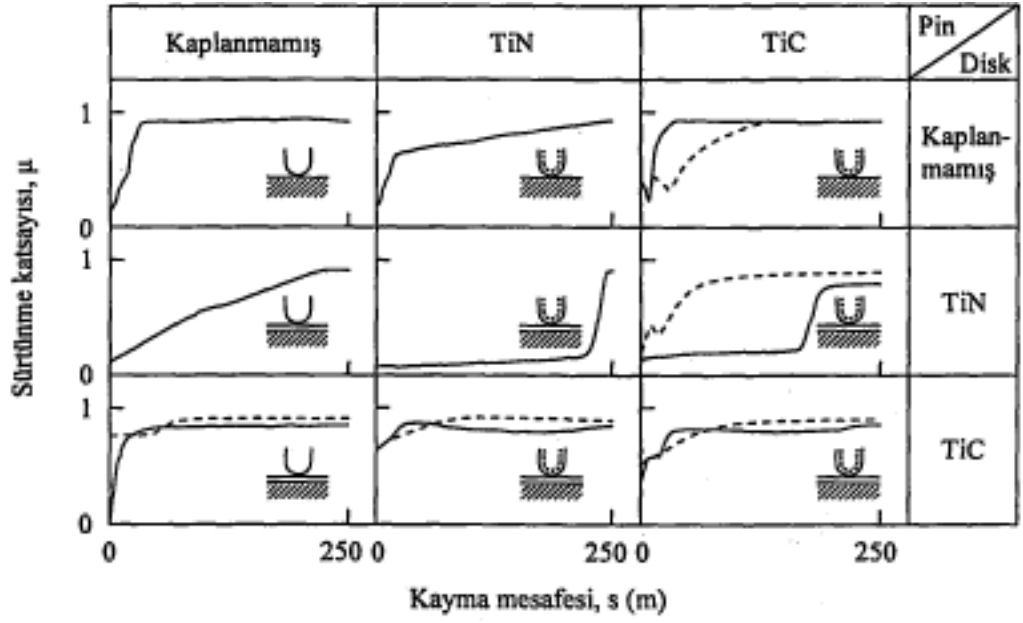 Kaplanmamış
TiN
TiC
Pin
Disk
Sürtünme katsayısı, µ
1
0
Kaplan-
mamış
1
0
TiN
1
0
TiC
0
250
0
250
0
250
Kayma mesafesi, s (m)